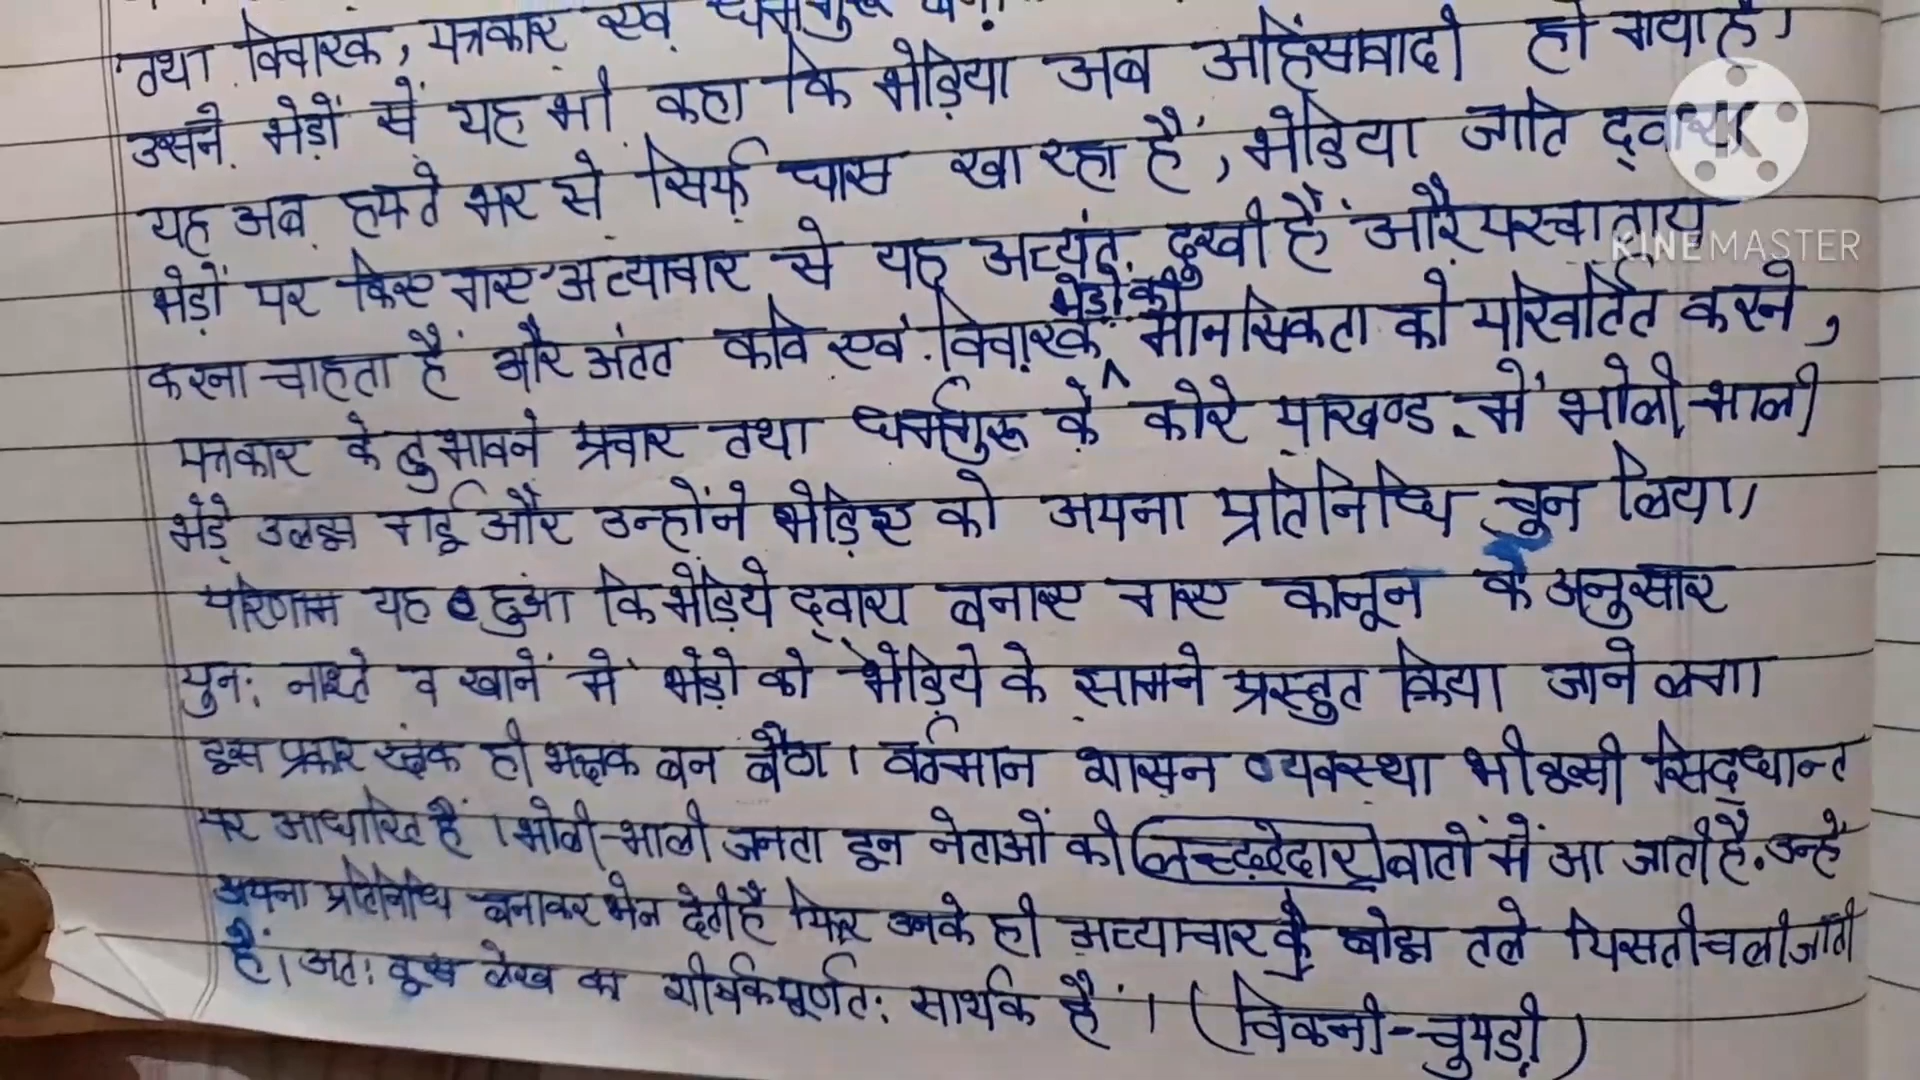 तथा विचारक, पत्रकार एवं धर्मगुरू
उसने भेड़ों से यह भी कहा कि भेड़िया अब अहिंसावादी हो गया है।
यह अब हफ्ते भर से सिर्फ घास खा रहा है, भेडिया जाति द्वारा
भेड़ों पर किए गए अत्याचार से यह अत्यंत दुखी है और पश्चाताप
करना चाहता है और अंतत कवि एवं विचारक के भेड़ों की मानसिकता को परिवर्तित करने,
पत्रकार के लुभावने प्रचार तथा धर्मगुरू के कोरे पाखण्ड में भोली भाली
भेंड़े उलझ गई और उन्होंने भेड़िए को अपना प्रतिनिधि चुन लिया।
परिणाम यह हुआ कि भेड़िये द्वारा बनाए गए कानून के अनुसार
पुनः नाश्ते व खानें में भेड़ो को भेड़िये के सामने प्रस्तुत किया जाने लगा
इस प्रकार रक्षक ही भक्षक बन बैठा। वर्तमान शासन व्यवस्था भी इसी सिद्धान्त
पर आधारित है। भोली-भाली जनता इन नेताओं की लच्छेदार बातों में आ जाती है. उन्हें
अपना प्रतिनिधि बनाकर भेज देती है फिर उनके ही अत्याचार के बोझ तले पिसती चली जाती
है। अतः इस लेख का शीर्षक पूर्णतः सार्थक है। (चिकनी-चुपड़ी)
KINEMASTER